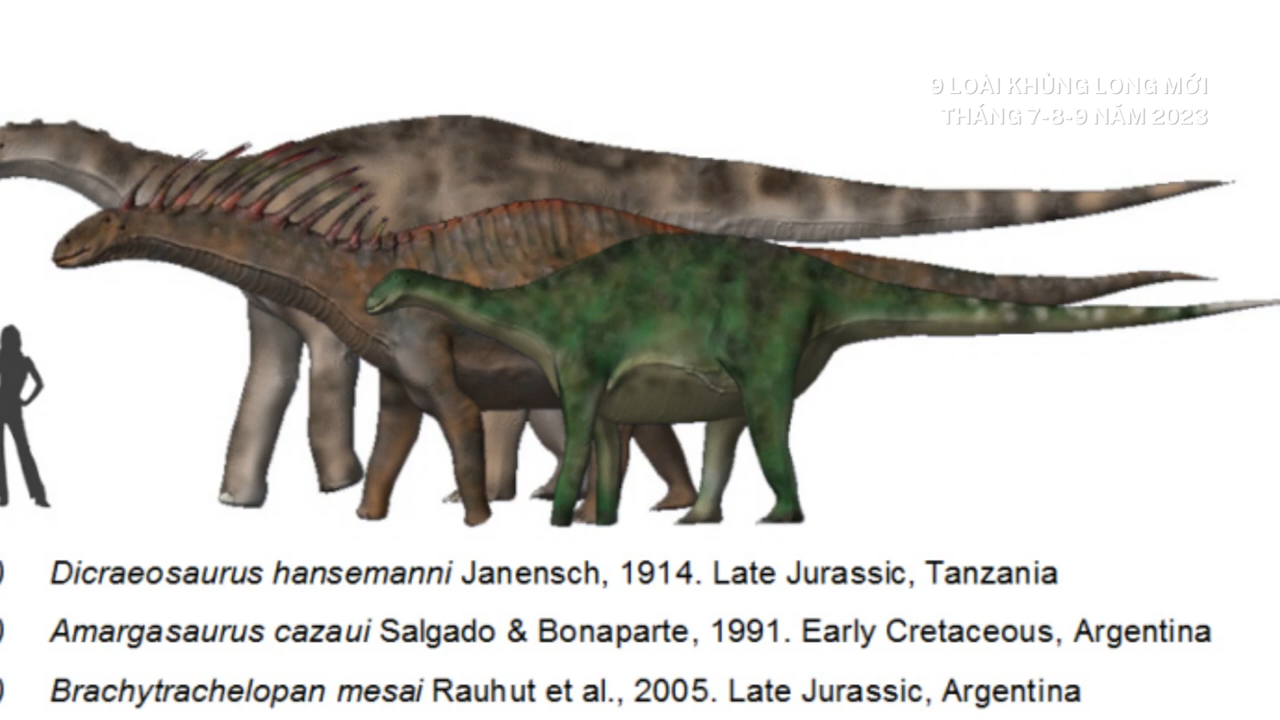 9 LOÀI KHỦNG LONG MỚI
THÁNG 7-8-9 NĂM 2023
) Dicraeosaurus hansemanni Janensch, 1914. Late Jurassic, Tanzania
) Amargasaurus cazaui Salgado & Bonaparte, 1991. Early Cretaceous, Argentina
) Brachytrachelopan mesai Rauhut et al., 2005. Late Jurassic, Argentina